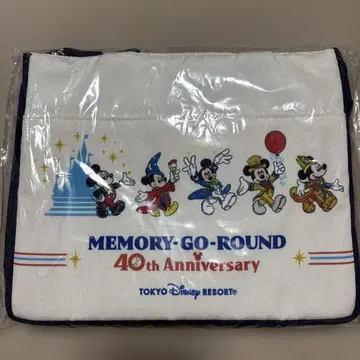 MEMORY-GO-ROUND
40th Anniversary
TOKYO Disney RESORT®